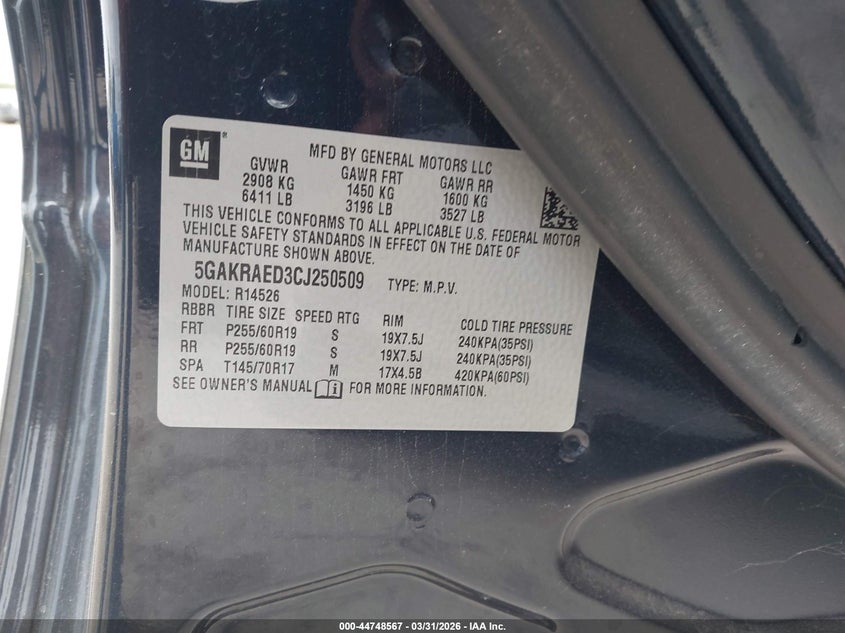 GM®
MFD BY GENERAL MOTORS LLC
GVWR GAWR FRT GAWR RR
2908 KG 1450 KG 1600 KG
6411 LB 3196 LB 3527 LB
THIS VEHICLE CONFORMS TO ALL APPLICABLE U.S. FEDERAL MOTOR
VEHICLE SAFETY STANDARDS IN EFFECT ON THE DATE OF
MANUFACTURE SHOWN ABOVE.
5GAKRAED3CJ250509 TYPE: M.P.V.
MODEL: R14526
RBBR TIRE SIZE SPEED RTG RIM COLD TIRE PRESSURE
FRT P255/60R19 S 19X7.5J 240KPA(35PSI)
RR P255/60R19 S 19X7.5J 240KPA(35PSI)
SPA T145/70R17 M 17X4.5B 420KPA(60PSI)
SEE OWNER'S MANUAL i FOR MORE INFORMATION.
000-44748567 - 03/31/2026 - IAA Inc.